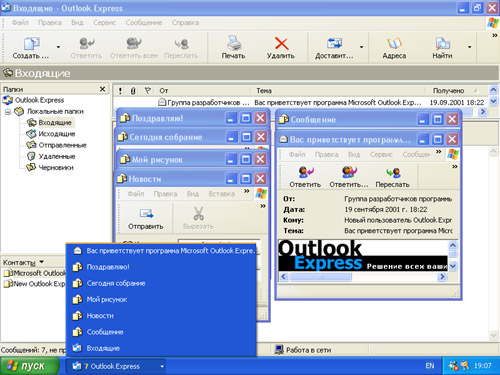 Входящие - Outlook Express
Файл Правка Вид Сервис Сообщение Справка
Создать ... Ответить Ответить всем Переслать Печать Удалить Доставит... Адреса Найти
Входящие
Папки
Outlook Express
Локальные папки
Входящие
Исходящие
Отправленные
Удаленные
Черновики
От Тема Получено
Группа разработчиков ... Вас приветствует программа Microsoft Outlook Exp... 19.09.2001 18:22
Поздравляю!
Сегодня собрание
Мой рисунок
Новости
Файл Правка Вид Вставка
Отправить Вырезать
Сообщение
Вас приветствует программ...
Файл Правка Вид Сервис Сообщ
Ответить Ответить... Переслать
От: Группа разработчиков программы
Дата: 19 сентября 2001 г. 18:22
Кому: Новый пользователь Outlook Expr
Тема: Вас приветствует программа Micro
Outlook
Express Решение всех ваши
Контакты
Microsoft Outlook
New Outlook Expre
Вас приветствует программа Microsoft Outlook Expre...
Поздравляю!
Сегодня собрание
Мой рисунок
Новости
Сообщение
Входящие
Сообщений: 7, не пр
Работа в сети
пуск
7 Outlook Express
EN
19:07